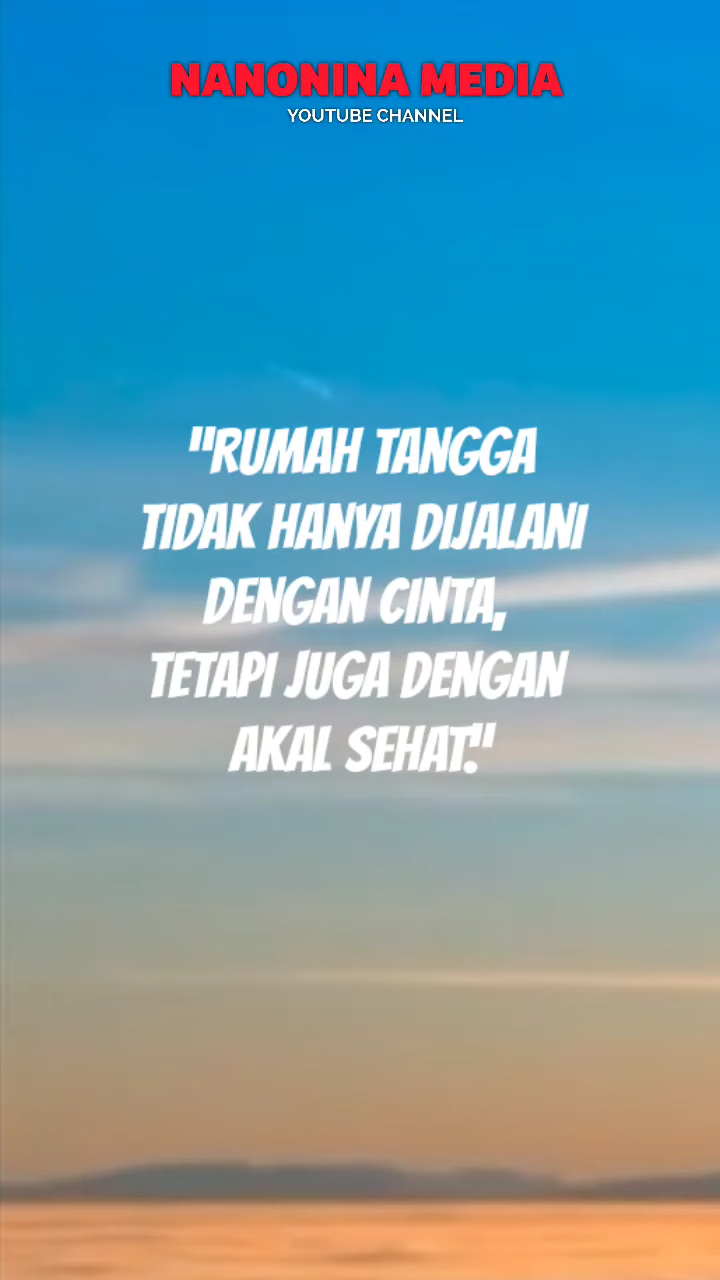 NANONINA MEDIA
YOUTUBE CHANNEL
"RUMAH TANGGA
TIDAK HANYA DIJALANI
DENGAN CINTA,
TETAPI JUGA DENGAN
AKAL SEHAT."